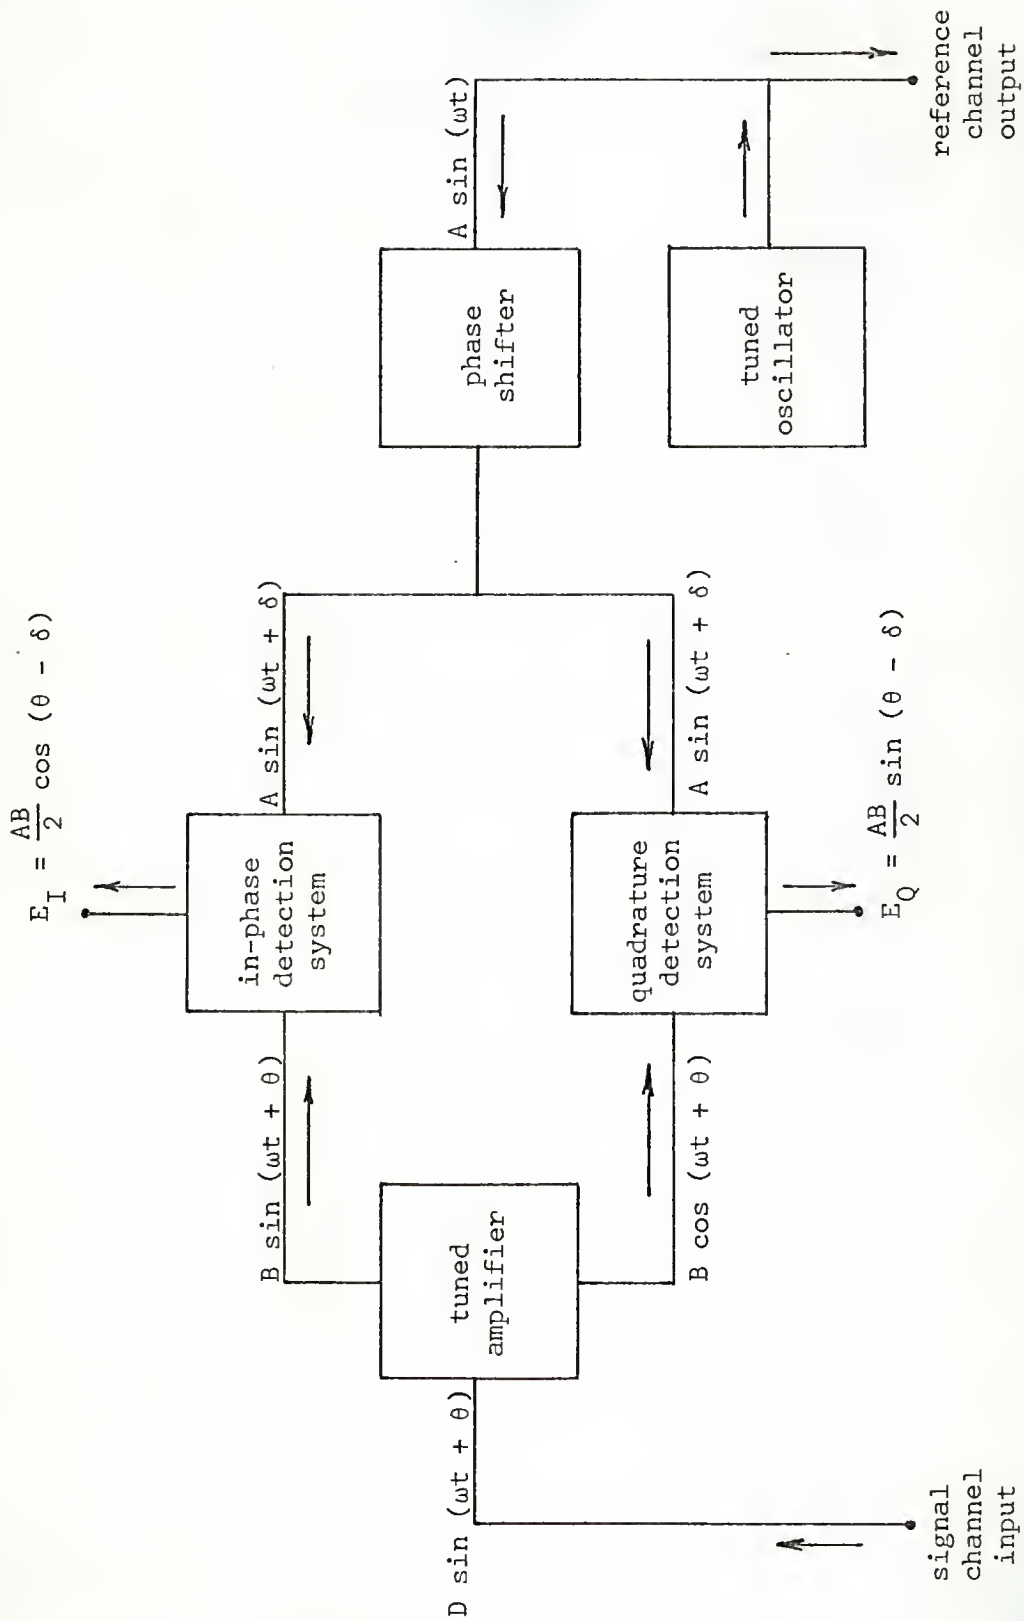 E_I = AB/2 cos (θ - δ)
B sin (ωt + θ)
in-phase
detection
system
A sin (ωt + δ)
D sin (ωt + θ)
tuned
amplifier
phase
shifter
A sin (ωt)
B cos (ωt + θ)
quadrature
detection
system
A sin (ωt + δ)
tuned
oscillator
E_Q = AB/2 sin (θ - δ)
signal
channel
input
reference
channel
output